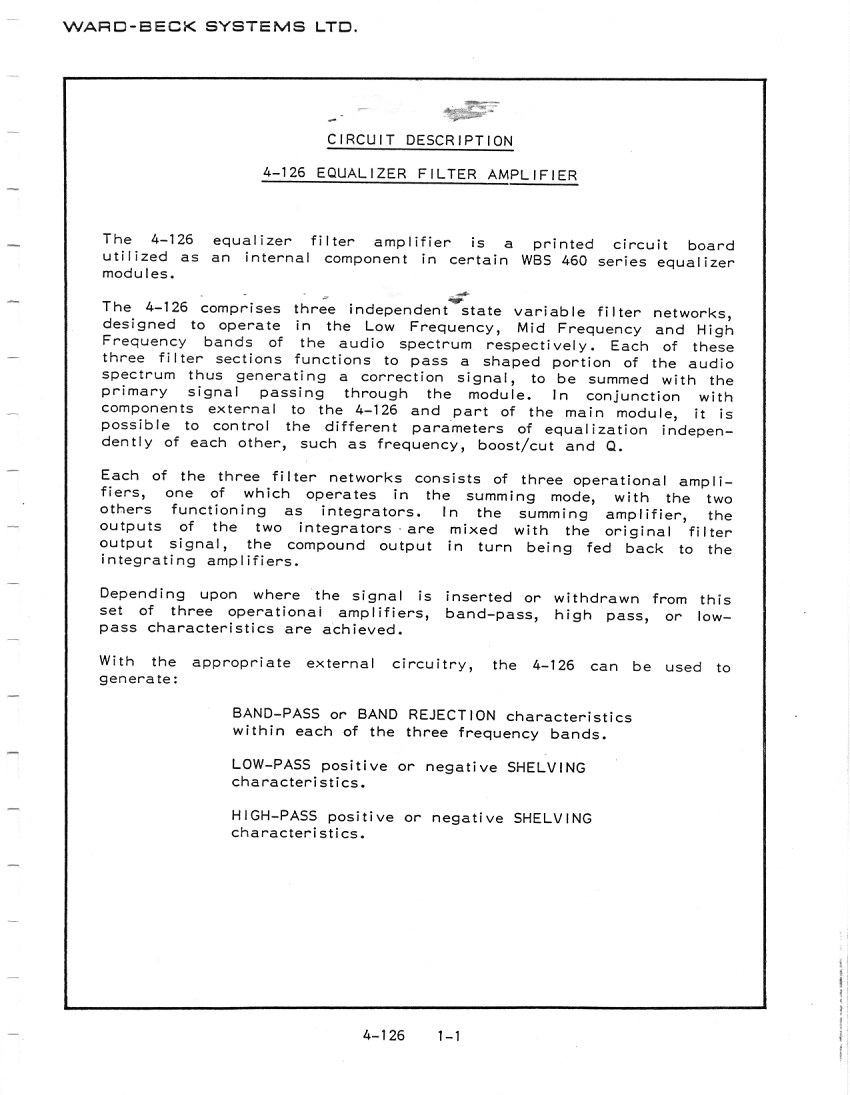 WARD-BECK SYSTEMS LTD.
CIRCUIT DESCRIPTION
4-126 EQUALIZER FILTER AMPLIFIER
The 4-126 equalizer filter amplifier is a printed circuit board
utilized as an internal component in certain WBS 460 series equalizer
modules.
The 4-126 comprises three independent state variable filter networks,
designed to operate in the Low Frequency, Mid Frequency and High
Frequency bands of the audio spectrum respectively. Each of these
three filter sections functions to pass a shaped portion of the audio
spectrum thus generating a correction signal, to be summed with the
primary signal passing through the module. In conjunction with
components external to the 4-126 and part of the main module, it is
possible to control the different parameters of equalization indepen-
dently of each other, such as frequency, boost/cut and Q.
Each of the three filter networks consists of three operational ampli-
fiers, one of which operates in the summing mode, with the two
others functioning as integrators. In the summing amplifier, the
outputs of the two integrators are mixed with the original filter
output signal, the compound output in turn being fed back to the
integrating amplifiers.
Depending upon where the signal is inserted or withdrawn from this
set of three operational amplifiers, band-pass, high pass, or low-
pass characteristics are achieved.
With the appropriate external circuitry, the 4-126 can be used to
generate:
BAND-PASS or BAND REJECTION characteristics
within each of the three frequency bands.
LOW-PASS positive or negative SHELVING
characteristics.
HIGH-PASS positive or negative SHELVING
characteristics.
4-126 1-1